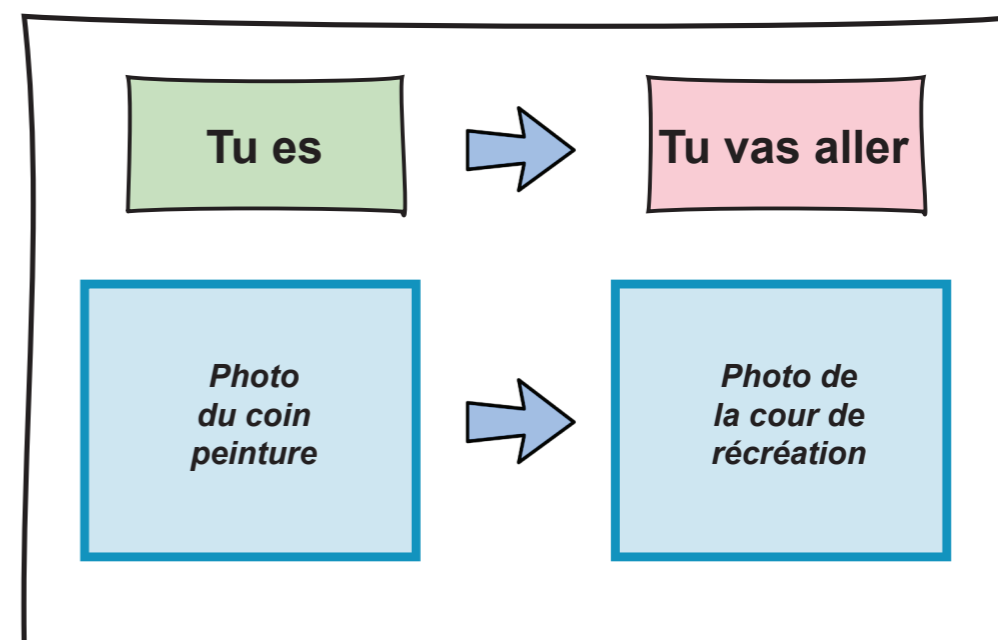 Tu es
Tu vas aller
Photo
du coin
peinture
Photo de
la cour de
récréation